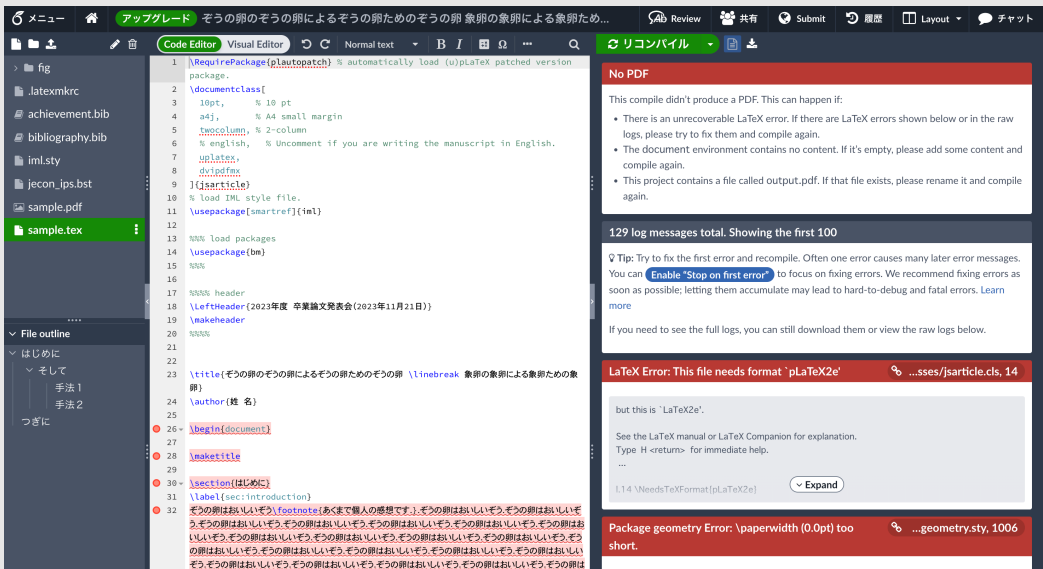 メニュー
アップグレード
ぞうの卵のぞうの卵によるぞうの卵ためのぞうの卵 象卵の象卵による象卵ため...
Review
共有
Submit
履歴
Layout
チャット
Code Editor
Visual Editor
Normal text
B
I
Ω
リコンパイル
fig
.latexmkrc
achievement.bib
bibliography.bib
iml.sty
jecon_ips.bst
sample.pdf
sample.tex
File outline
はじめに
そして
手法１
手法２
つぎに
1 \RequirePackage{plautopatch} % automatically load (u)pLaTeX patched version
package.
2 \documentclass[
3 10pt, % 10 pt
4 a4j, % A4 small margin
5 twocolumn, % 2-column
6 % english, % Uncomment if you are writing the manuscript in English.
7 uplatex,
8 dvipdfmx
9 ]{jsarticle}
10 % load IML style file.
11 \usepackage[smartref]{iml}
12
13 %%% load packages
14 \usepackage{bm}
15 %%%
16
17 %%%% header
18 \LeftHeader{2023年度 卒業論文発表会(2023年11月21日)}
19 \makeheader
20 %%%%
21
22
23 \title{ぞうの卵のぞうの卵によるぞうの卵ためのぞうの卵 \linebreak 象卵の象卵による象卵ための象
卵}
24 \author{姓 名}
25
26 \begin{document}
27
28 \maketitle
29
30 \section{はじめに}
31 \label{sec:introduction}
32 ぞうの卵はおいしいぞう\footnote{あくまで個人の感想です.}.ぞうの卵はおいしいぞう.ぞうの卵はおいしいぞ
う.ぞうの卵はおいしいぞう.ぞうの卵はおいしいぞう.ぞうの卵はおいしいぞう.ぞうの卵はおいしいぞう.ぞうの卵はお
いしいぞう.ぞうの卵はおいしいぞう.ぞうの卵はおいしいぞう.ぞうの卵はおいしいぞう.ぞうの卵はおいしいぞう.ぞう
の卵はおいしいぞう.ぞうの卵はおいしいぞう.ぞうの卵はおいしいぞう.ぞうの卵はおいしいぞう.ぞうの卵はおいしい
ぞう.ぞうの卵はおいしいぞう.ぞうの卵はおいしいぞう.ぞうの卵はおいしいぞう.ぞうの卵はおいしいぞう.ぞうの卵は
No PDF
This compile didn't produce a PDF. This can happen if:
There is an unrecoverable LaTeX error. If there are LaTeX errors shown below or in the raw
logs, please try to fix them and compile again.
The document environment contains no content. If it's empty, please add some content and
compile again.
This project contains a file called output.pdf. If that file exists, please rename it and compile
again.
129 log messages total. Showing the first 100
Tip: Try to fix the first error and recompile. Often one error causes many later error messages.
You can Enable “Stop on first error” to focus on fixing errors. We recommend fixing errors as
soon as possible; letting them accumulate may lead to hard-to-debug and fatal errors. Learn
more
If you need to see the full logs, you can still download them or view the raw logs below.
LaTeX Error: This file needs format `pLaTeX2e'
...sses/jsarticle.cls, 14
but this is `LaTeX2e'.
See the LaTeX manual or LaTeX Companion for explanation.
Type H <return> for immediate help.
...
l.14 \NeedsTeXFormat{pLaTeX2e}
Expand
Package geometry Error: \paperwidth (0.0pt) too
short.
...geometry.sty, 1006